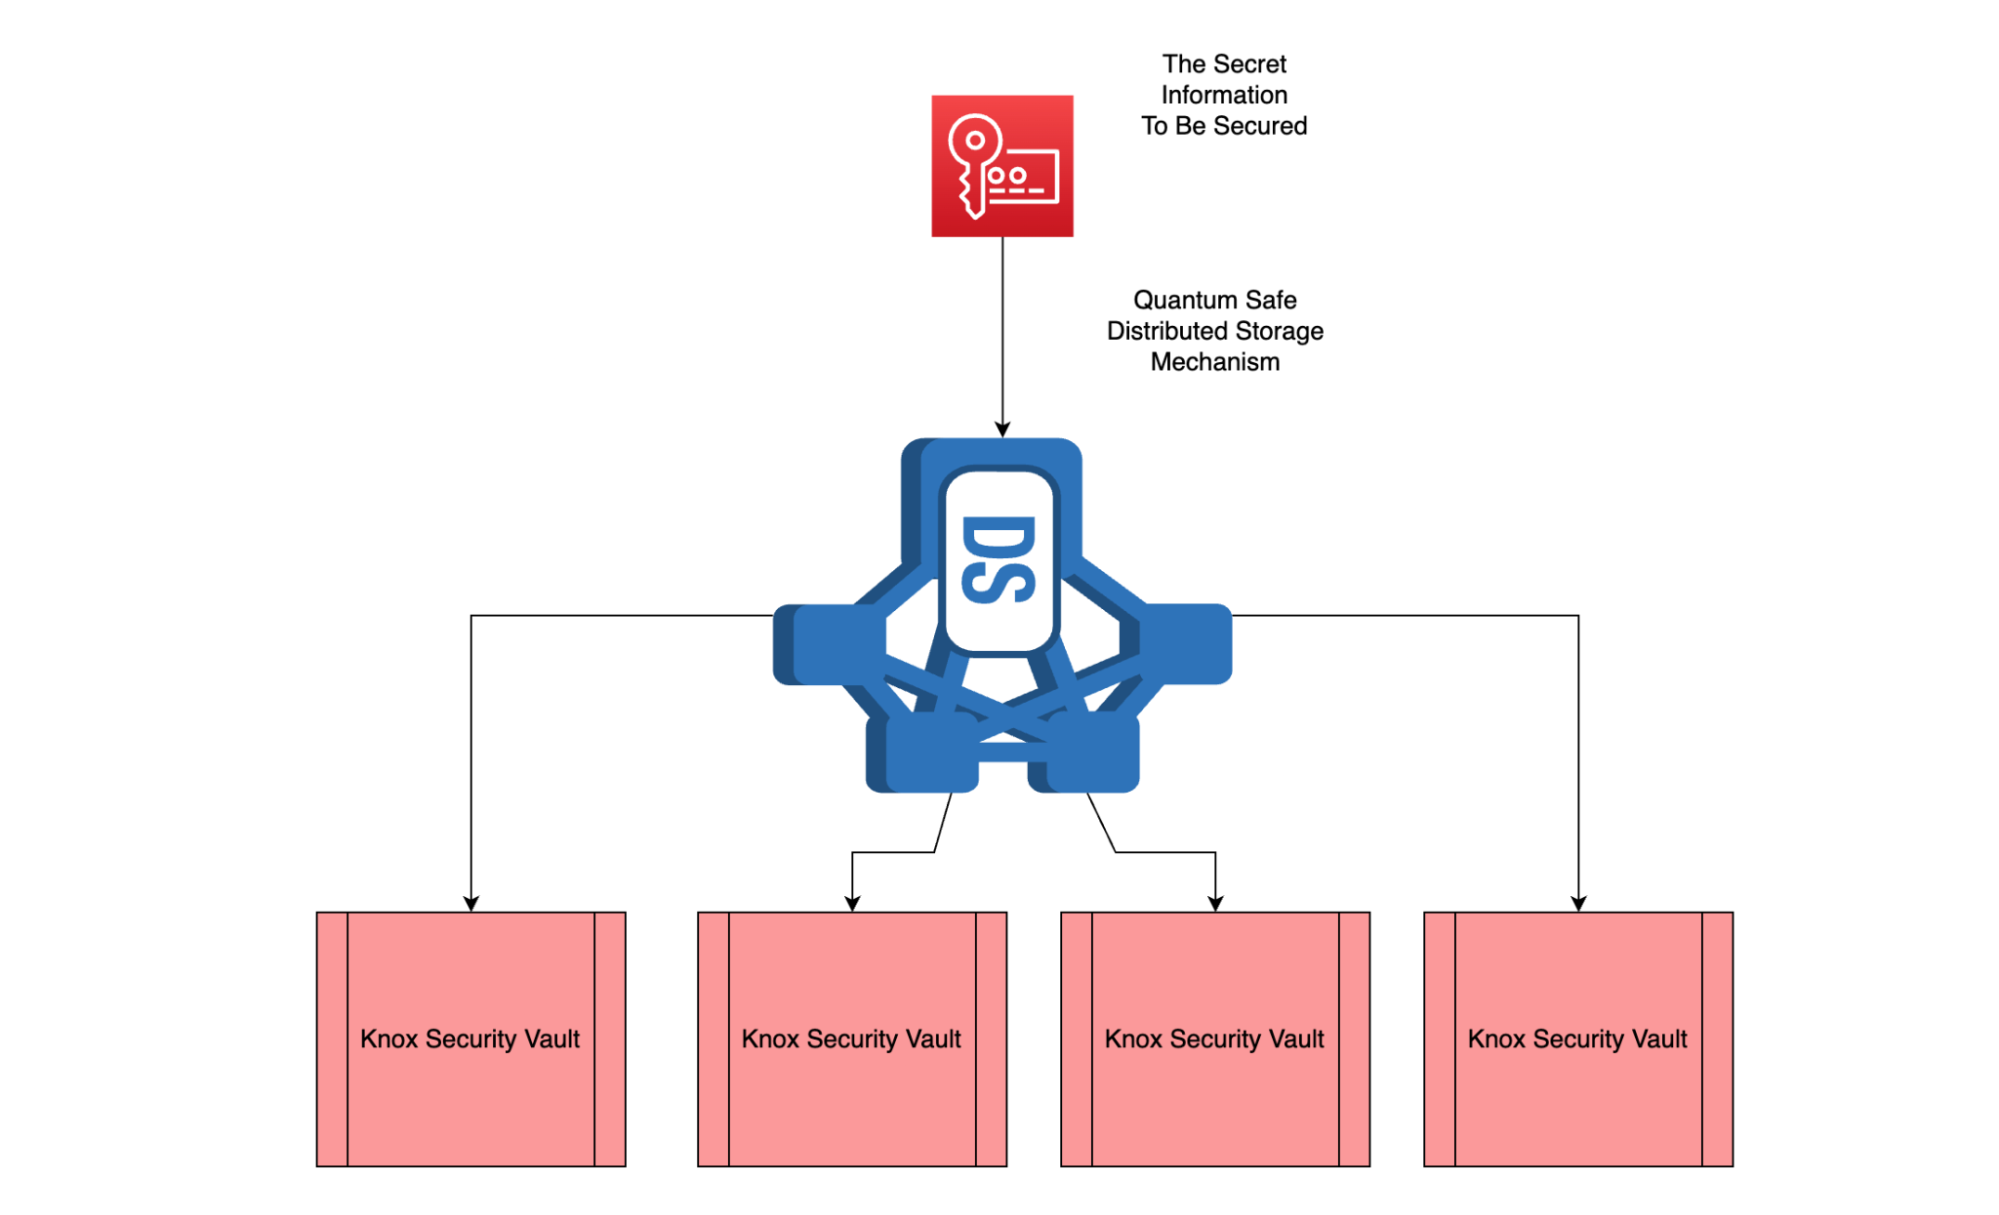 The Secret
Information
To Be Secured
Quantum Safe
Distributed Storage
Mechanism
DS
Knox Security Vault
Knox Security Vault
Knox Security Vault
Knox Security Vault